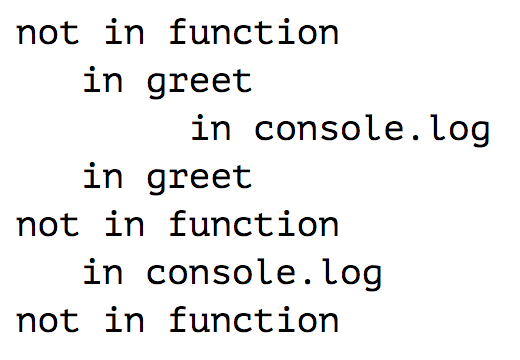 not in function
   in greet
        in console.log
   in greet
not in function
   in console.log
not in function